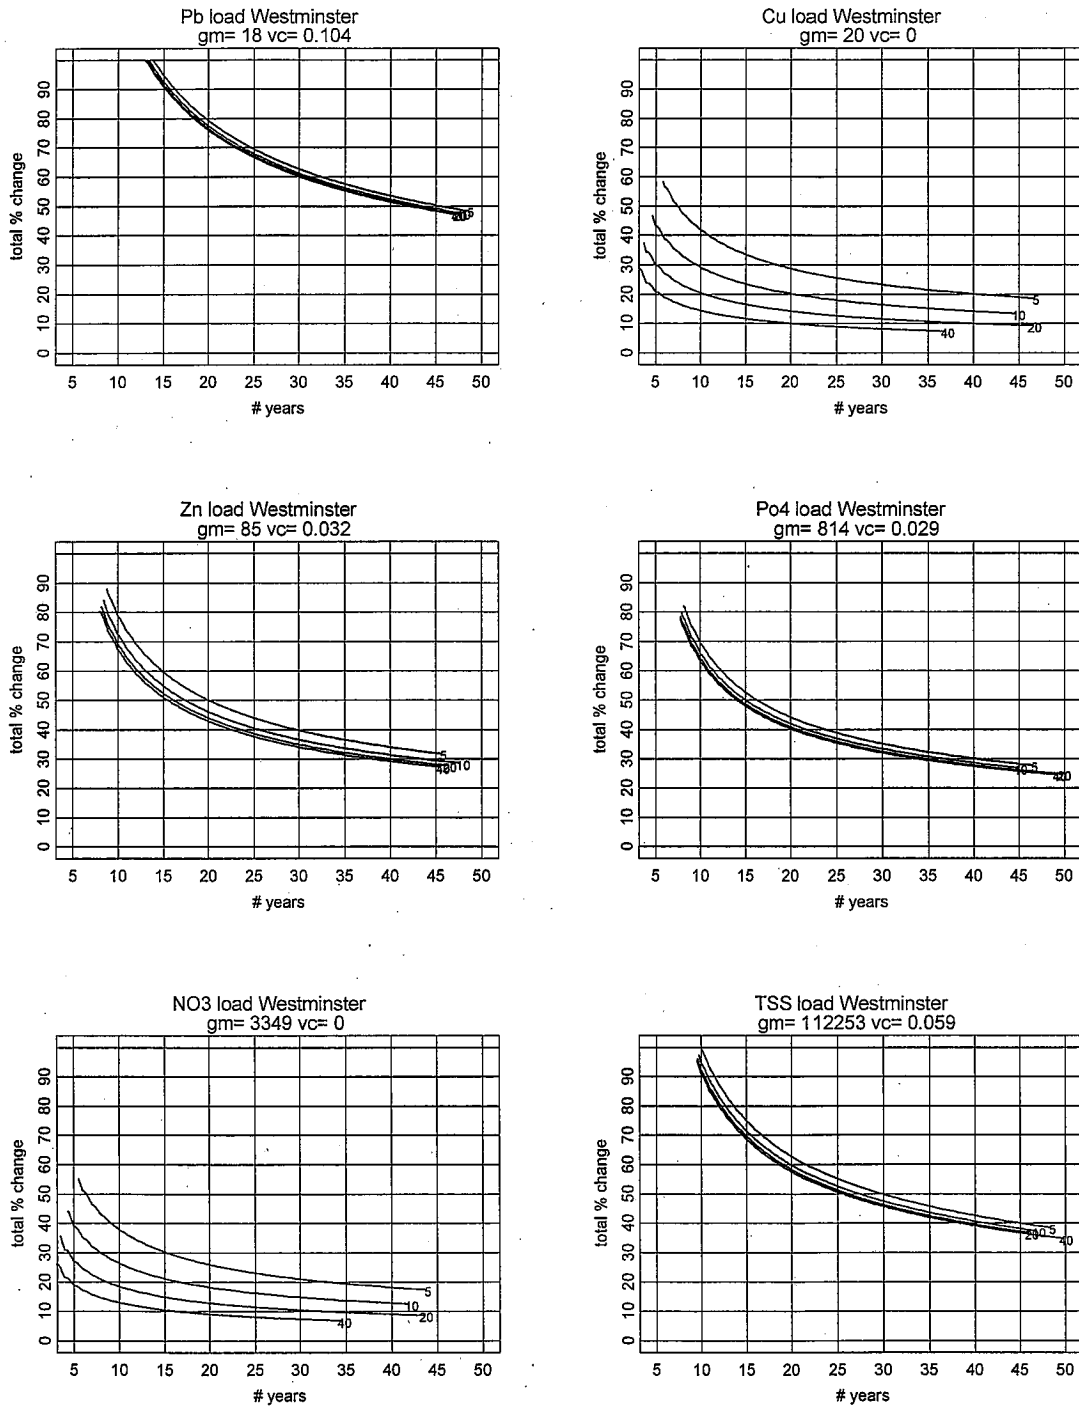 Pb load Westminster
gm= 18 vc= 0.104
total % change
0 10 20 30 40 50 60 70 80 90
5
5 10 15 20 25 30 35 40 45 50
# years
Cu load Westminster
gm= 20 vc= 0
total % change
0 10 20 30 40 50 60 70 80 90
5
10
20
40
5 10 15 20 25 30 35 40 45 50
# years
Zn load Westminster
gm= 85 vc= 0.032
total % change
0 10 20 30 40 50 60 70 80 90
5
10
40
5 10 15 20 25 30 35 40 45 50
# years
Po4 load Westminster
gm= 814 vc= 0.029
total % change
0 10 20 30 40 50 60 70 80 90
5
10
40
20
5 10 15 20 25 30 35 40 45 50
# years
NO3 load Westminster
gm= 3349 vc= 0
total % change
0 10 20 30 40 50 60 70 80 90
5
10
20
40
5 10 15 20 25 30 35 40 45 50
# years
TSS load Westminster
gm= 112253 vc= 0.059
total % change
0 10 20 30 40 50 60 70 80 90
5
10
20
40
5 10 15 20 25 30 35 40 45 50
# years